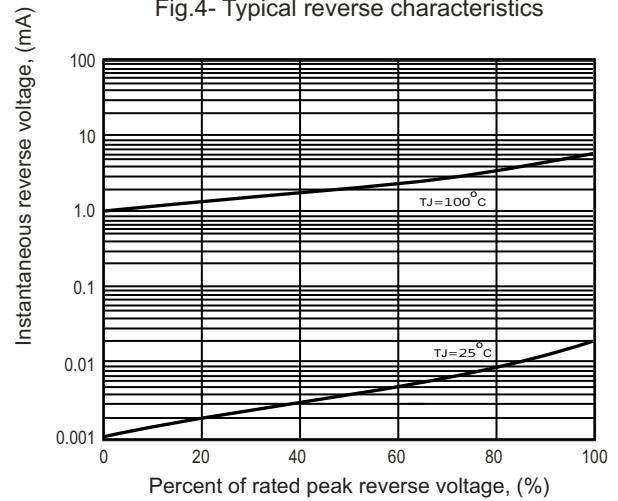 Fig.4- Typical reverse characteristics
Instantaneous reverse voltage, (mA)
100
10
1.0
0.1
0.01
0.001
TJ=100°C
TJ=25°C
0 20 40 60 80 100
Percent of rated peak reverse voltage, (%)